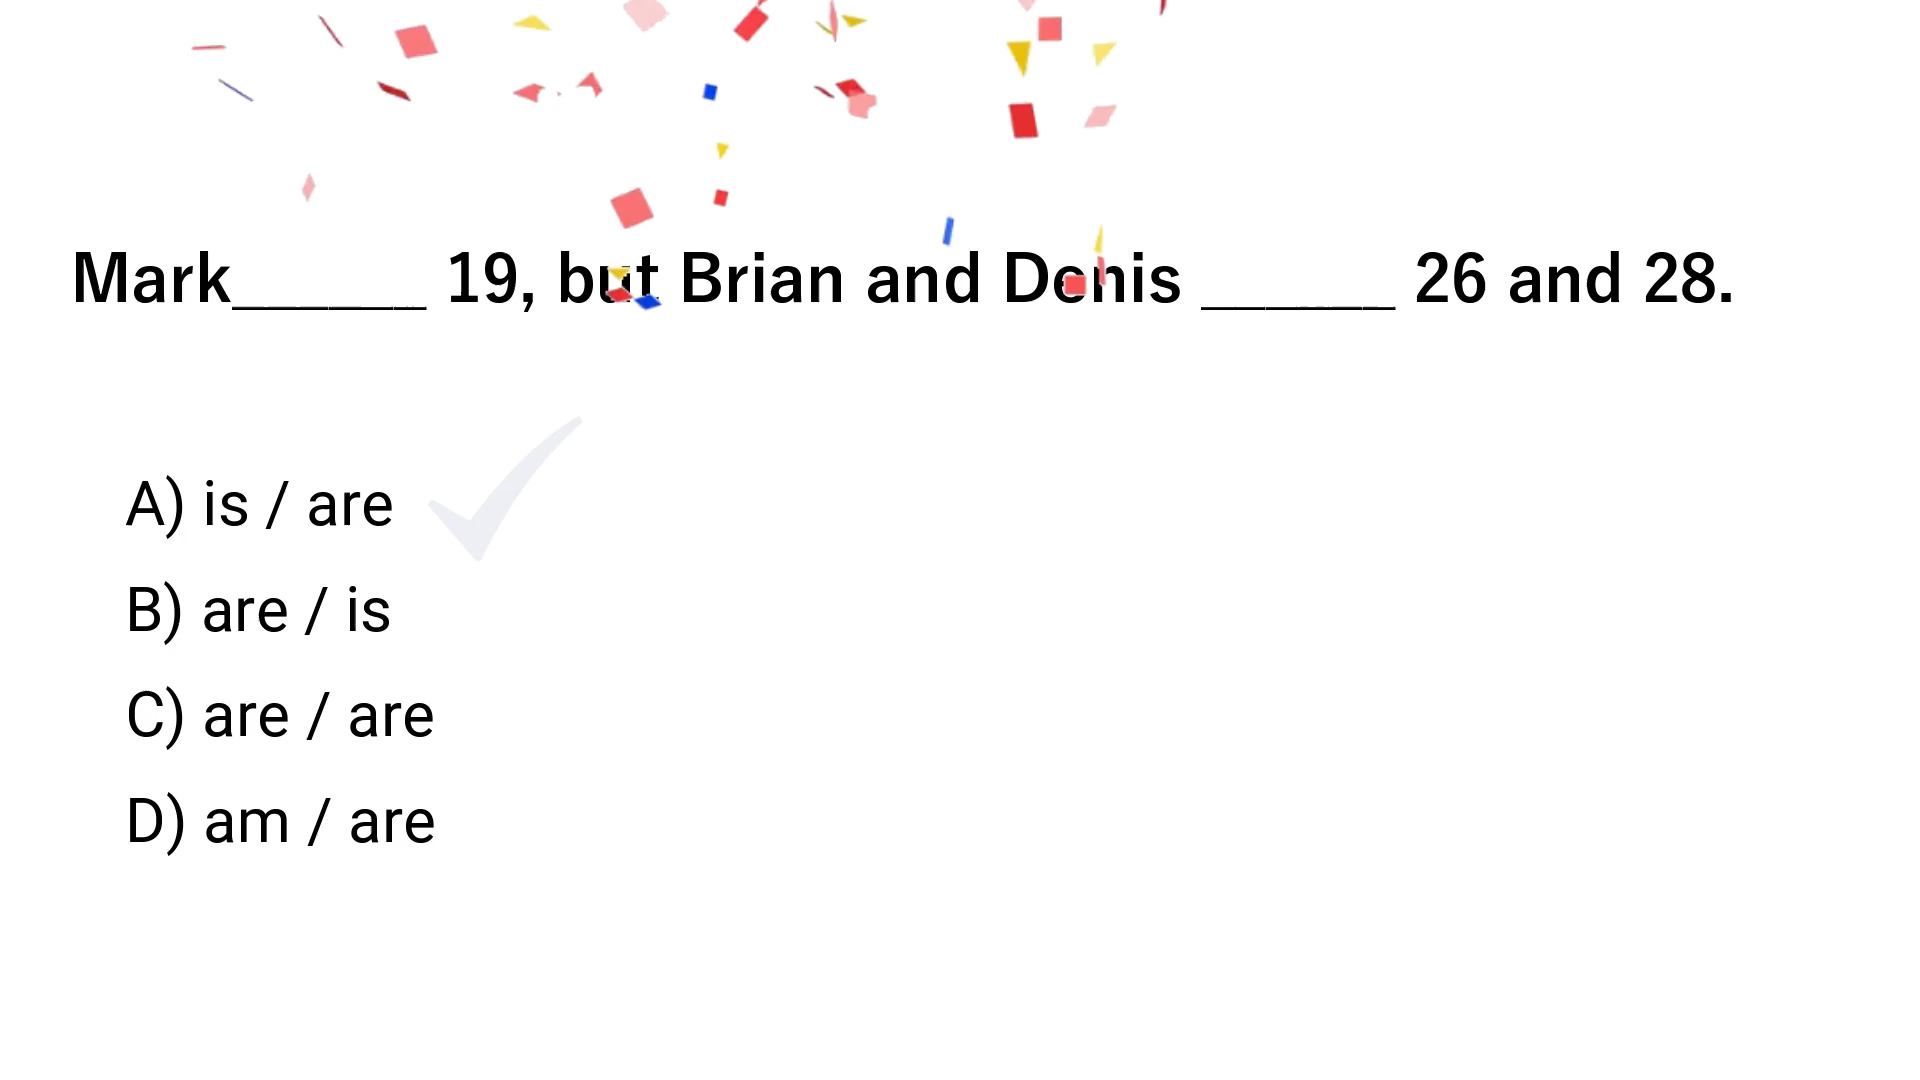 Mark______ 19, but Brian and Denis ______ 26 and 28.
A) is / are
B) are / is
C) are / are
D) am / are